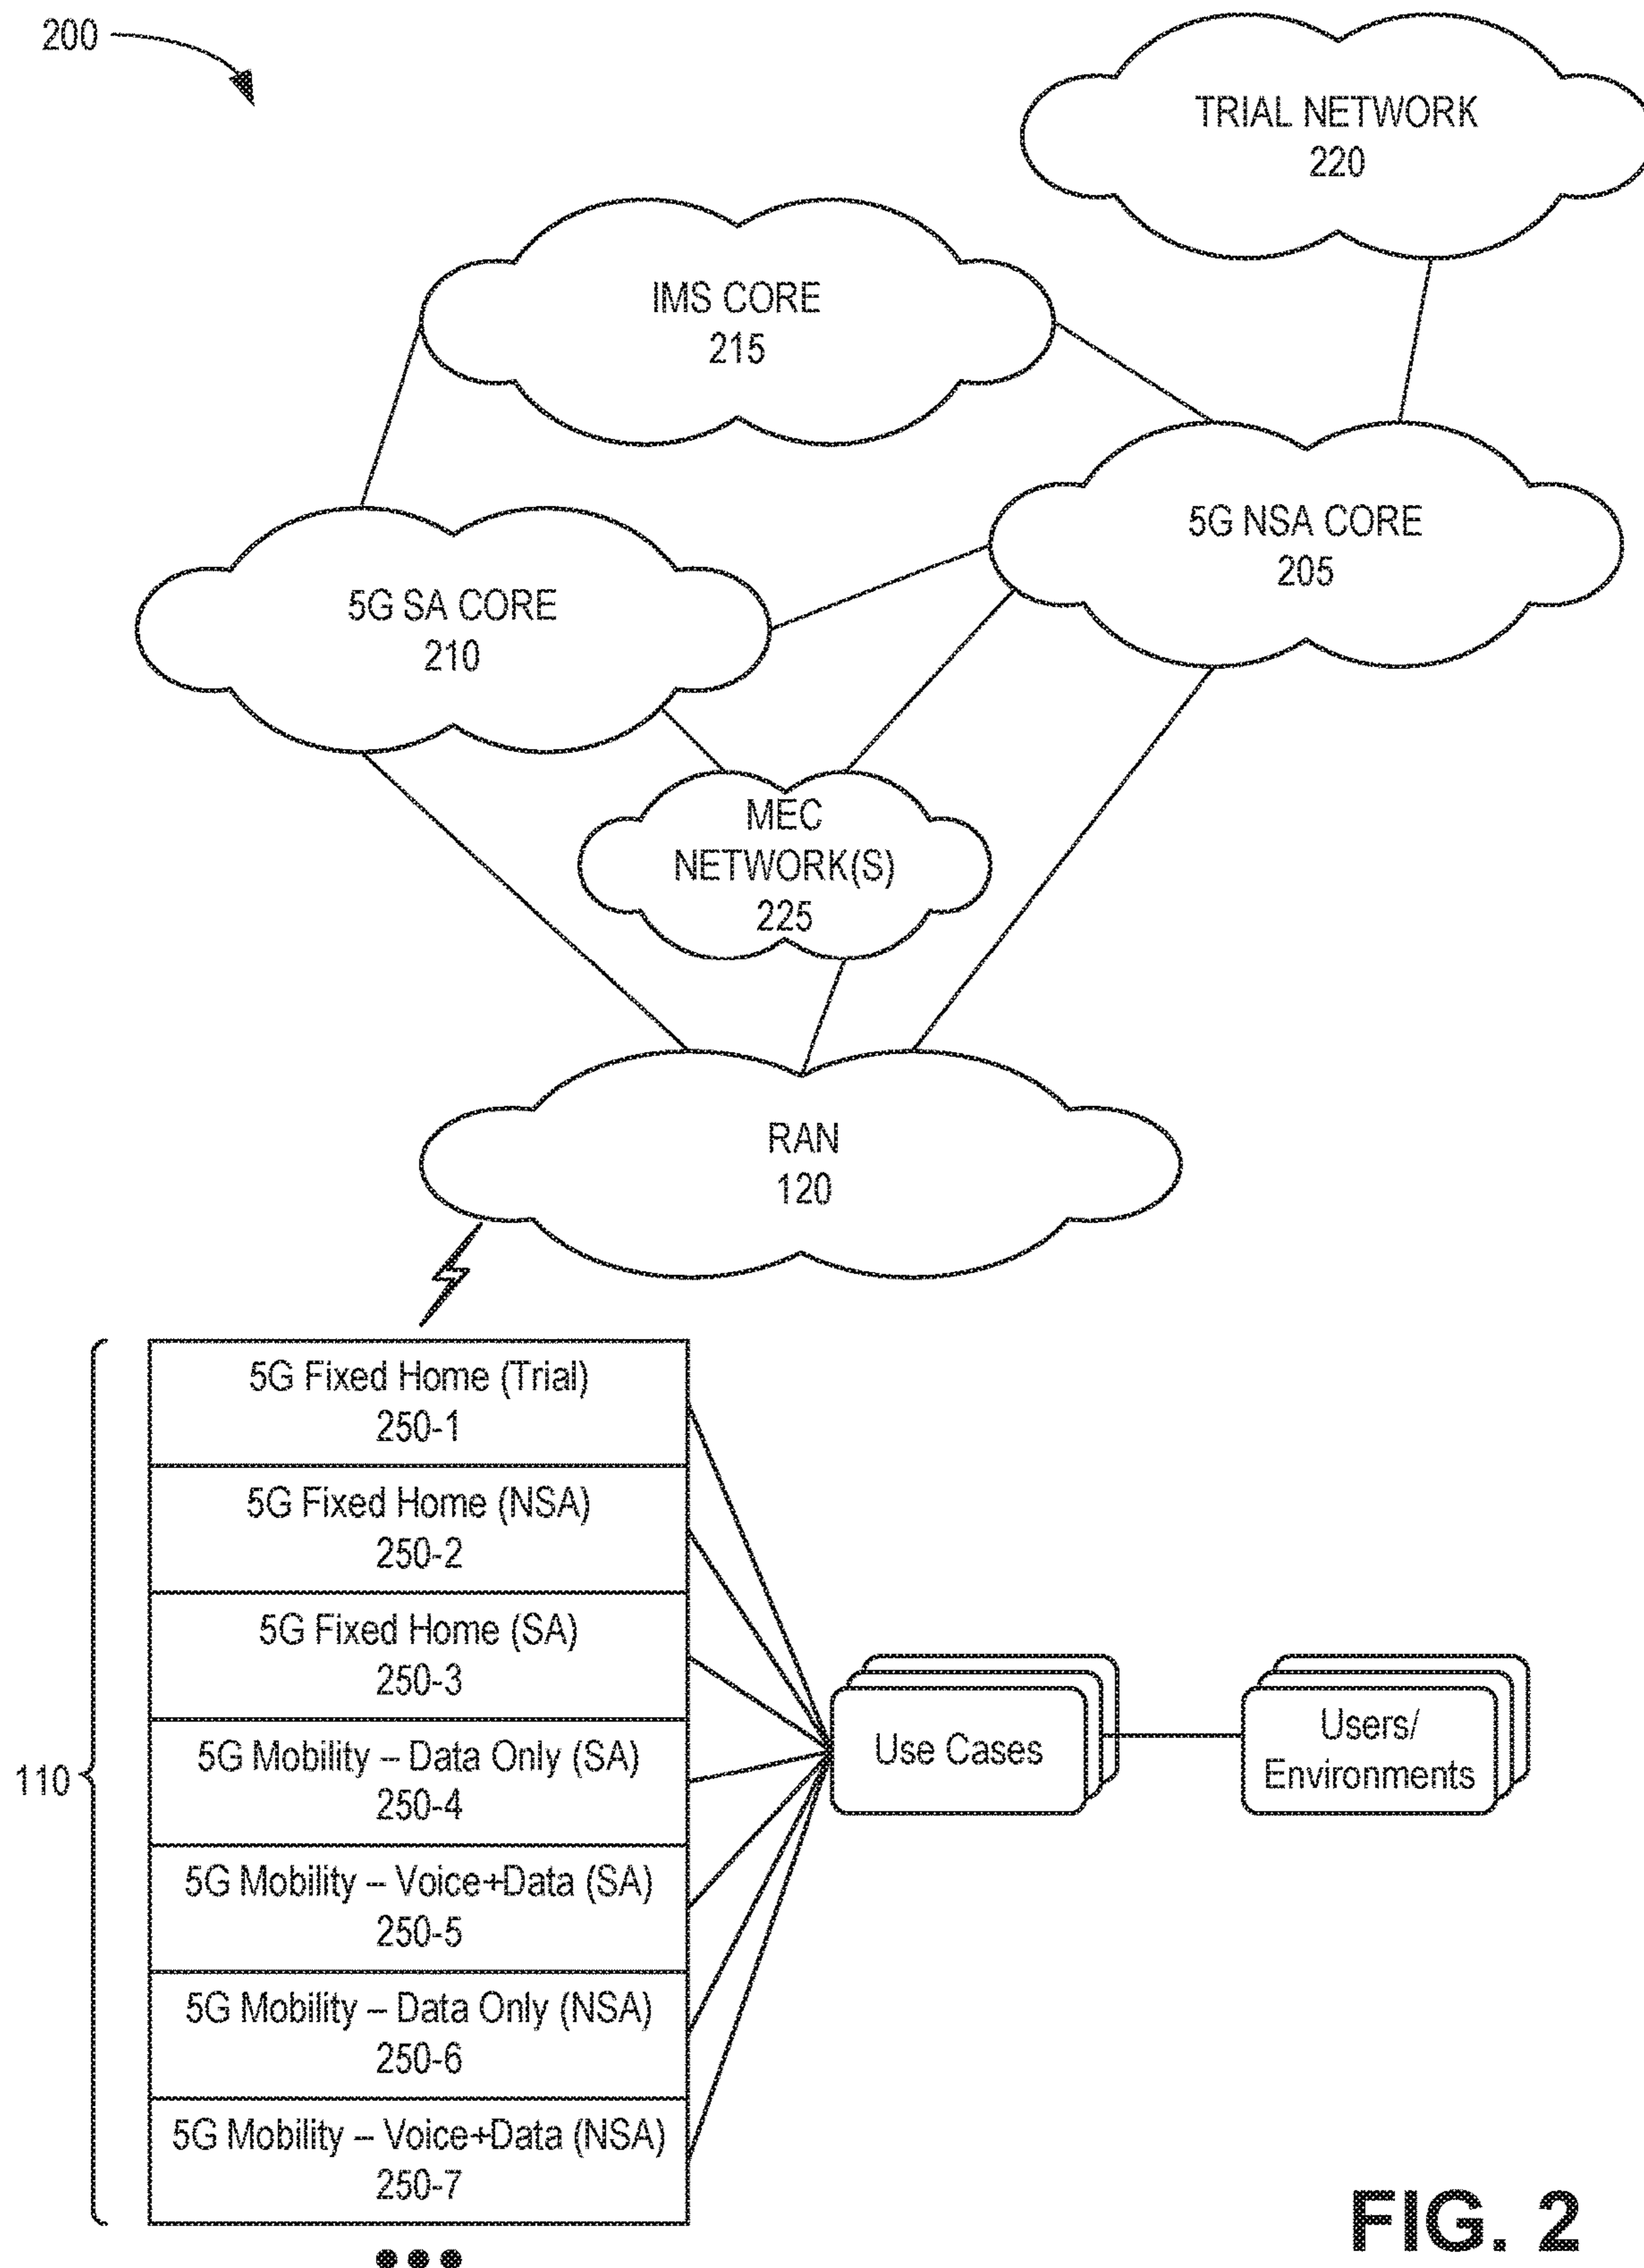 200
TRIAL NETWORK
220
IMS CORE
215
5G NSA CORE
205
5G SA CORE
210
MEC
NETWORK(S)
225
RAN
120
110
5G Fixed Home (Trial)
250-1
5G Fixed Home (NSA)
250-2
5G Fixed Home (SA)
250-3
5G Mobility – Data Only (SA)
250-4
5G Mobility – Voice+Data (SA)
250-5
5G Mobility – Data Only (NSA)
250-6
5G Mobility – Voice+Data (NSA)
250-7
Use Cases
Users/
Environments
FIG. 2